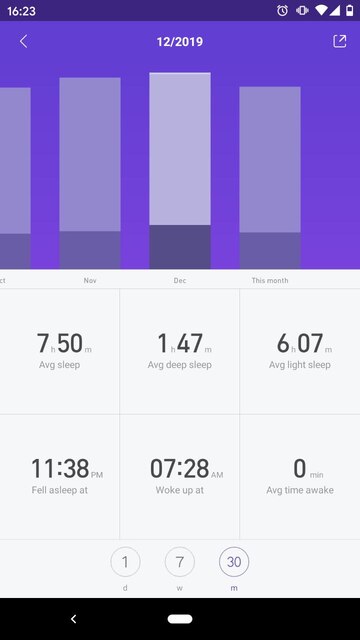 16:23
12/2019
ct Nov Dec This month
7 h 50 m 1 h 47 m 6 h 07 m
Avg sleep Avg deep sleep Avg light sleep
11:38 PM 07:28 AM 0 min
Fell asleep at Woke up at Avg time awake
1 7 30
d w m